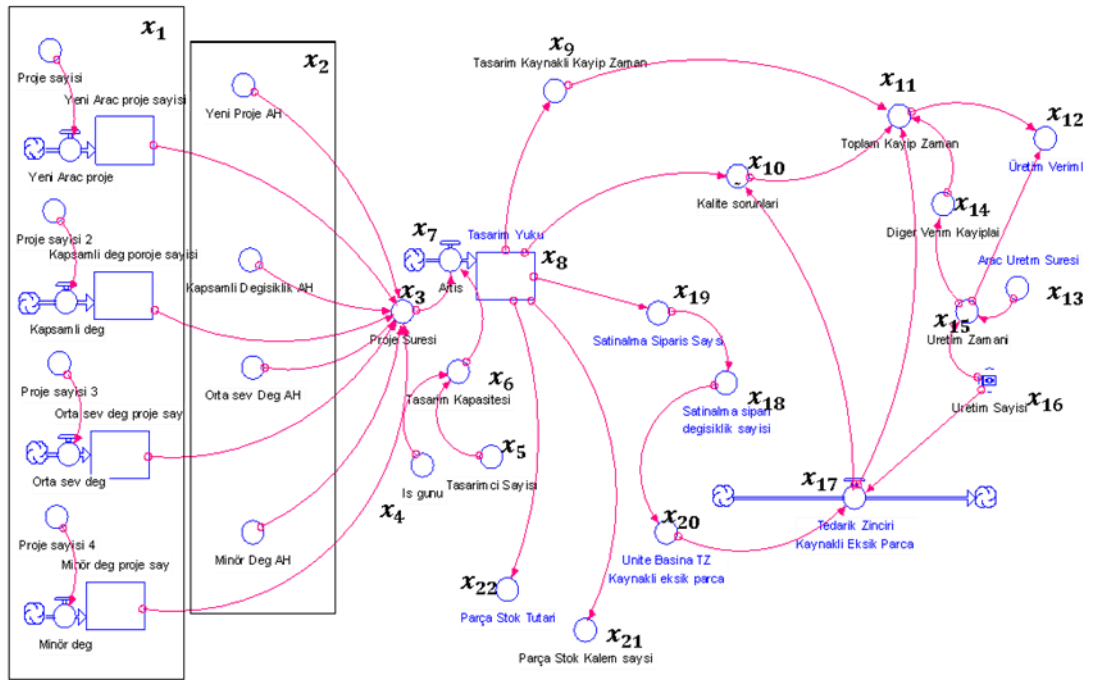 x₁
Proje sayisi
Yeni Arac proje sayisi
Yeni Arac proje
Proje sayisi 2
Kapsamli deg poroje sayisi
Kapsamli deg
Proje sayisi 3
Orta sev deg proje say
Orta sev deg
Proje sayisi 4
Minör deg proje say
Minör deg
x₂
Yeni Proje AH
Kapsamli Degisiklik AH
Orta sev Deg AH
Minör Deg AH
x₃
Proje Suresi
x₄
Is gunu
x₅
Tasarimci Sayisi
x₆
Tasarim Kapasitesi
x₇
Artis
Tasarim Yuku
x₈
x₉
Tasarim Kaynakli Kayip Zaman
x₁₀
Kalite sorunlari
x₁₁
Toplam Kayip Zaman
x₁₂
Üretim Veriml
x₁₄
Diger Verim Kayiplai
Arac Uretm Suresi
x₁₃
x₁₅
Uretim Zamani
x₁₆
Uretim Sayisi
x₁₉
Satinalma Siparis Saysi
x₁₈
Satinalma sipari
degisiklik sayisi
x₁₇
Tedarik Zinciri
Kaynakli Eksik Parca
x₂₀
Unite Basina TZ
Kaynakli eksik parca
x₂₂
Parça Stok Tutari
x₂₁
Parça Stok Kalem saysi